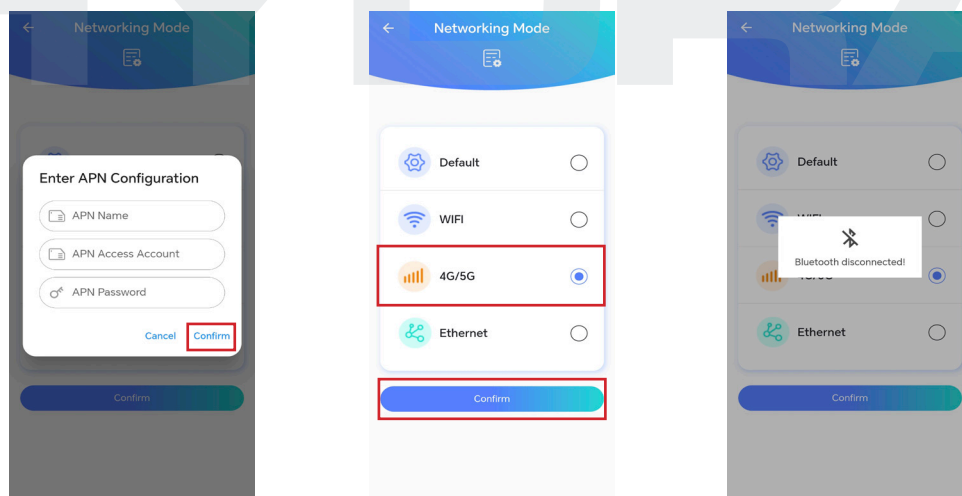 Networking Mode
Enter APN Configuration
APN Name
APN Access Account
APN Password
Cancel Confirm
Confirm
Networking Mode
Default
WIFI
4G/5G
Ethernet
Confirm
Networking Mode
Default
Bluetooth disconnected!
Ethernet
Confirm